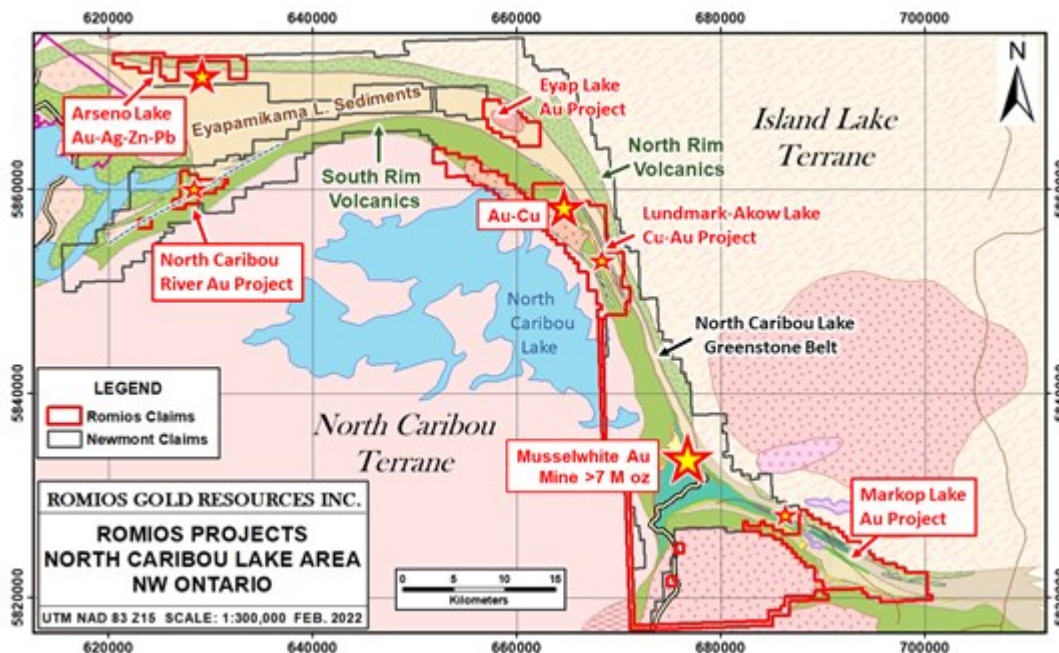 620000 640000 660000 680000 700000
N
Arseno Lake
Au-Ag-Zn-Pb
Eyapamikama L. Sediments
Eyap Lake
Au Project
Island Lake
Terrane
North Rim
Volcanics
South Rim
Volcanics
Au-Cu
Lundmark-Akow Lake
Cu-Au Project
North Caribou
River Au Project
North
Caribou
Lake
North Caribou Lake
Greenstone Belt
5860000
5840000
5840000
5820000
LEGEND
Romios Claims
Newmont Claims
North Caribou
Terrane
Musselwhite Au
Mine >7 M oz
Markop Lake
Au Project
ROMIOS GOLD RESOURCES INC.
ROMIOS PROJECTS
NORTH CARIBOU LAKE AREA
NW ONTARIO
UTM NAD 83 Z15 SCALE: 1:300,000 FEB. 2022
0 5 10 15
Kilometers
620000 640000 660000 680000 700000